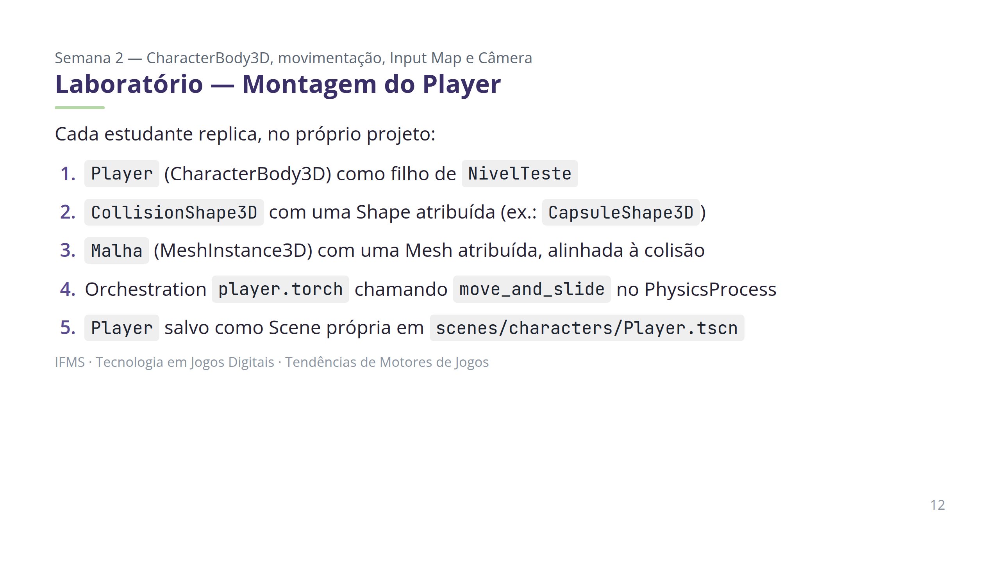 Semana 2 — CharacterBody3D, movimentação, Input Map e Câmera
Laboratório — Montagem do Player
Cada estudante replica, no próprio projeto:
1. Player (CharacterBody3D) como filho de NivelTeste
2. CollisionShape3D com uma Shape atribuída (ex.: CapsuleShape3D)
3. Malha (MeshInstance3D) com uma Mesh atribuída, alinhada à colisão
4. Orchestration player.torch chamando move_and_slide no PhysicsProcess
5. Player salvo como Scene própria em scenes/characters/Player.tscn
IFMS · Tecnologia em Jogos Digitais · Tendências de Motores de Jogos
12